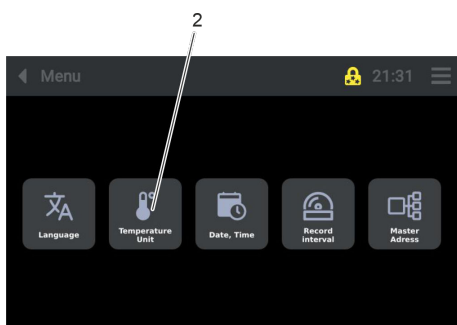 2
Menu
21:31
Language
Temperature
Unit
Date, Time
Record
interval
Master
Adress